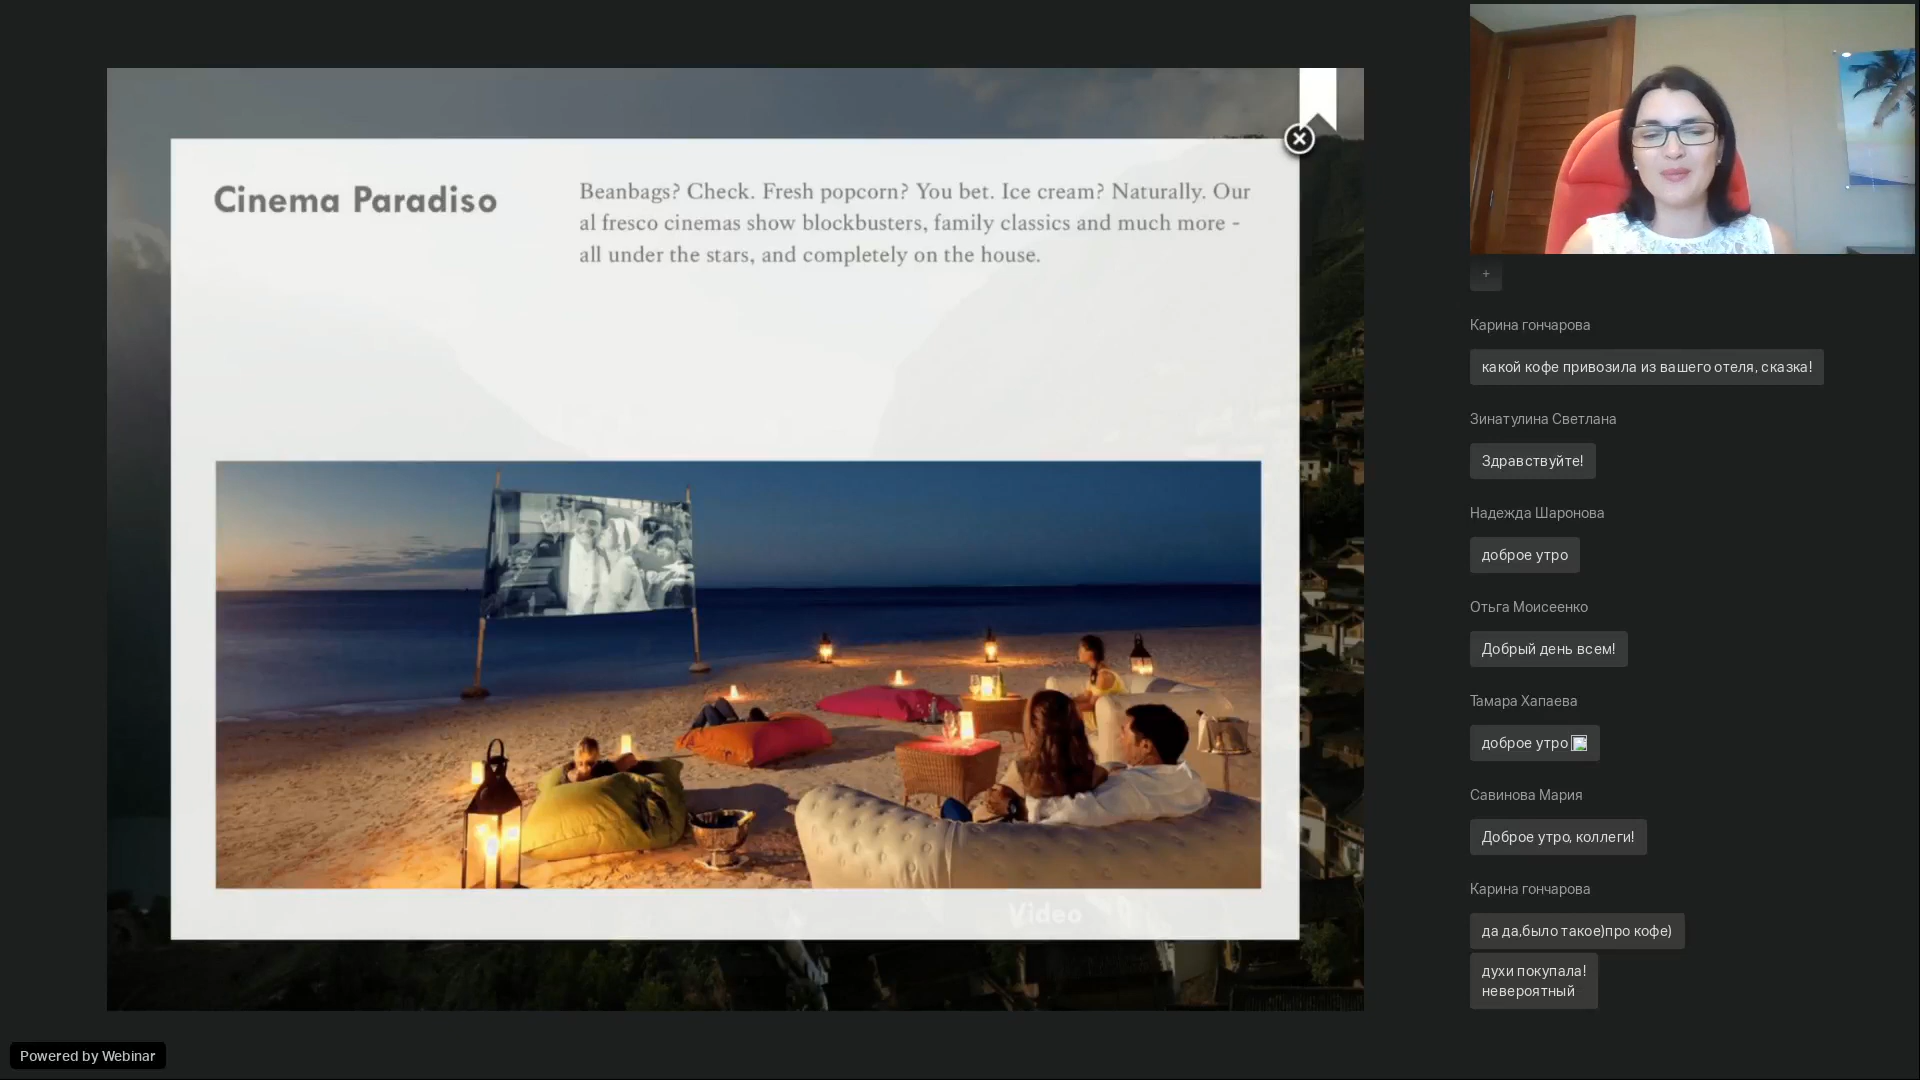 Cinema Paradiso
Beanbags? Check. Fresh popcorn? You bet. Ice cream? Naturally. Our
al fresco cinemas show blockbusters, family classics and much more -
all under the stars, and completely on the house.
Video
+
Карина гончарова
какой кофе привозила из вашего отеля, сказка!
Зинатулина Светлана
Здравствуйте!
Надежда Шаронова
доброе утро
Отьга Моисеенко
Добрый день всем!
Тамара Хапаева
доброе утро
Савинова Мария
Доброе утро, коллеги!
Карина гончарова
да да,было такое)про кофе)
духи покупала!
невероятный
Powered by Webinar